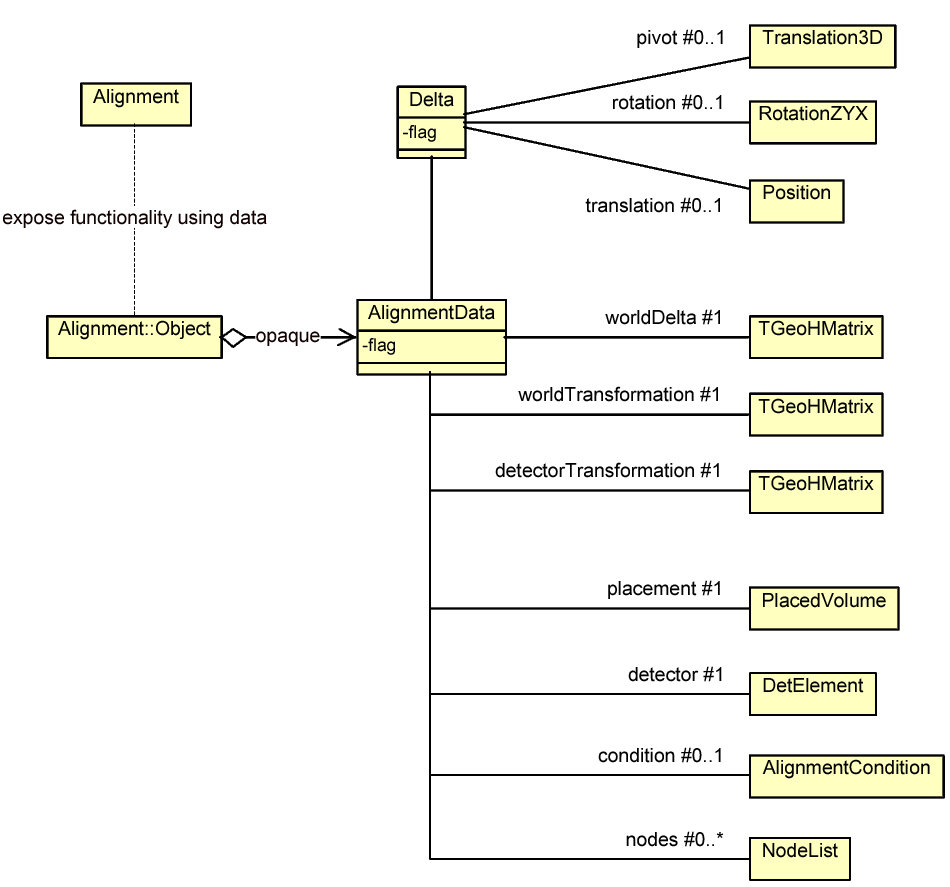 pivot #0..1
Translation3D
Alignment
Delta
-flag
rotation #0..1
RotationZYX
translation #0..1
Position
expose functionality using data
Alignment::Object
opaque
AlignmentData
-flag
worldDelta #1
TGeoHMatrix
worldTransformation #1
TGeoHMatrix
detectorTransformation #1
TGeoHMatrix
placement #1
PlacedVolume
detector #1
DetElement
condition #0..1
AlignmentCondition
nodes #0..*
NodeList